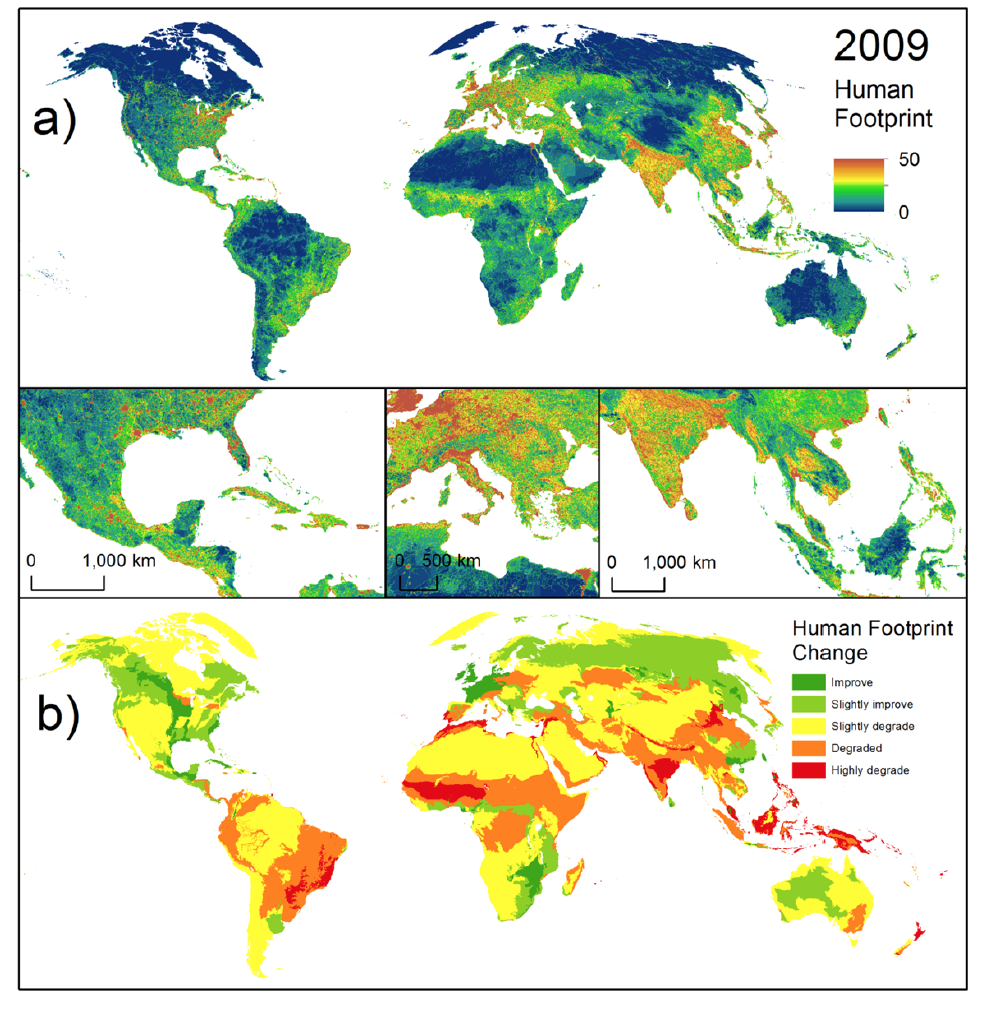 a)
2009
Human
Footprint
50
0
0 1,000 km
0 500 km
0 1,000 km
b)
Human Footprint
Change
Improve
Slightly improve
Slightly degrade
Degraded
Highly degrade